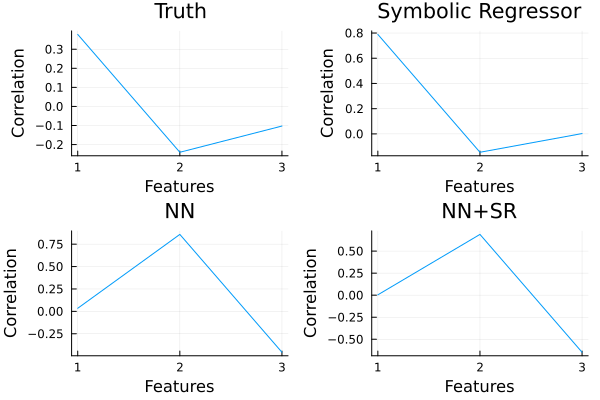 Truth
Correlation
0.3
0.2
0.1
0.0
−0.1
−0.2
1
2
3
Features
Symbolic Regressor
Correlation
0.8
0.6
0.4
0.2
0.0
1
2
3
Features
NN
Correlation
0.75
0.50
0.25
0.00
−0.25
1
2
3
Features
NN+SR
Correlation
0.50
0.25
0.00
−0.25
−0.50
1
2
3
Features